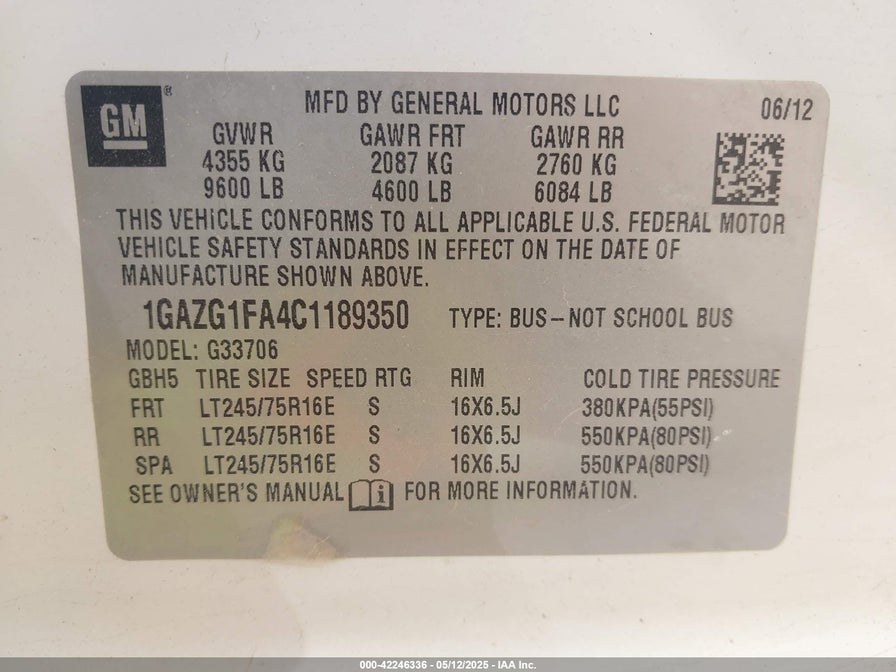 GM ®
MFD BY GENERAL MOTORS LLC 06/12
GVWR GAWR FRT GAWR RR
4355 KG 2087 KG 2760 KG
9600 LB 4600 LB 6084 LB
THIS VEHICLE CONFORMS TO ALL APPLICABLE U.S. FEDERAL MOTOR
VEHICLE SAFETY STANDARDS IN EFFECT ON THE DATE OF
MANUFACTURE SHOWN ABOVE.
1GAZG1FA4C1189350 TYPE: BUS-NOT SCHOOL BUS
MODEL: G33706
GBH5 TIRE SIZE SPEED RTG RIM COLD TIRE PRESSURE
FRT LT245/75R16E S 16X6.5J 380KPA(55PSI)
RR LT245/75R16E S 16X6.5J 550KPA(80PSI)
SPA LT245/75R16E S 16X6.5J 550KPA(80PSI)
SEE OWNER'S MANUAL i FOR MORE INFORMATION.
000-42246336 - 05/12/2025 - IAA Inc.